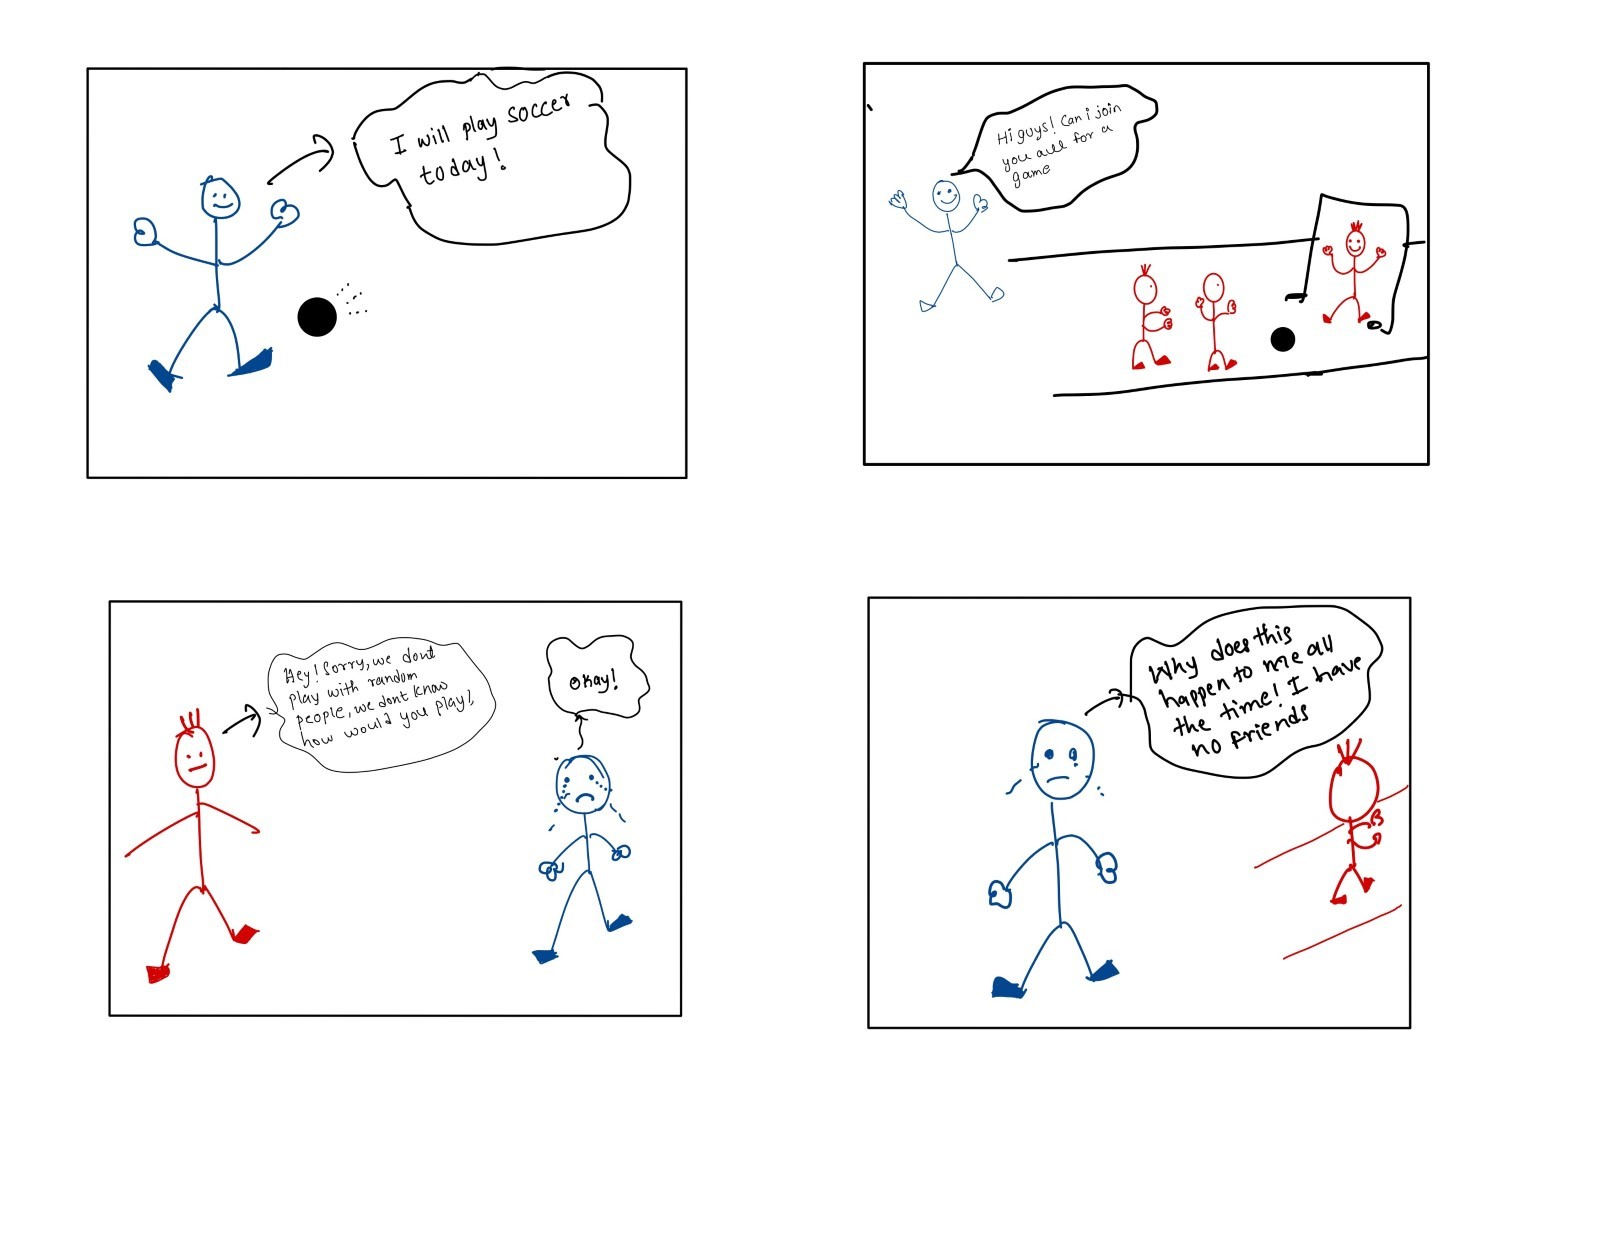 I will play soccer
today!
Hi guys! Can i join
you all for a
game
Hey! Sorry, we dont
play with random
people, we dont know
how would you play!,
Okay!
Why does this
happen to me all
the time! I have
no friends